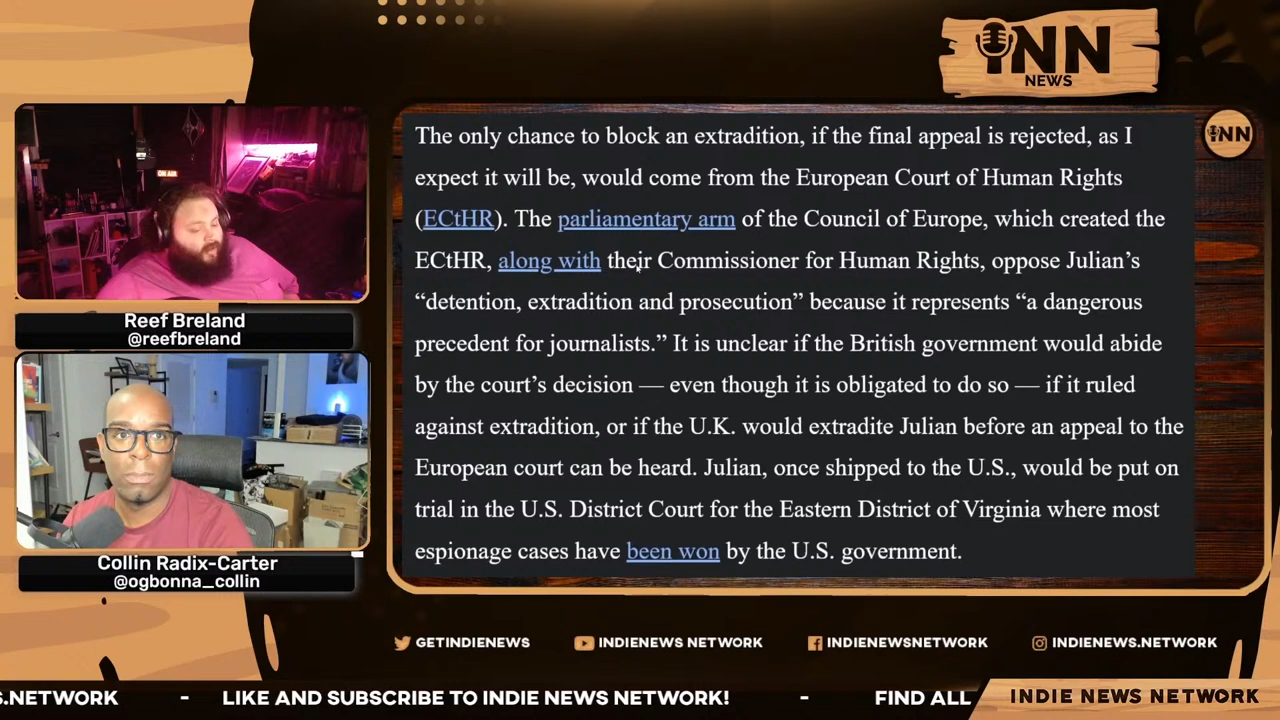 INN
NEWS
INN
ON AIR
The only chance to block an extradition, if the final appeal is rejected, as I
expect it will be, would come from the European Court of Human Rights
(ECtHR). The parliamentary arm of the Council of Europe, which created the
ECtHR, along with their Commissioner for Human Rights, oppose Julian’s
“detention, extradition and prosecution” because it represents “a dangerous
precedent for journalists.” It is unclear if the British government would abide
by the court’s decision — even though it is obligated to do so — if it ruled
against extradition, or if the U.K. would extradite Julian before an appeal to the
European court can be heard. Julian, once shipped to the U.S., would be put on
trial in the U.S. District Court for the Eastern District of Virginia where most
espionage cases have been won by the U.S. government.
Reef Breland
@reefbreland
Collin Radix-Carter
@ogbonna_collin
GETINDIENEWS
INDIENEWS NETWORK
INDIENEWSNETWORK
INDIENEWS.NETWORK
S.NETWORK - LIKE AND SUBSCRIBE TO INDIE NEWS NETWORK! - FIND ALL
INDIE NEWS NETWORK